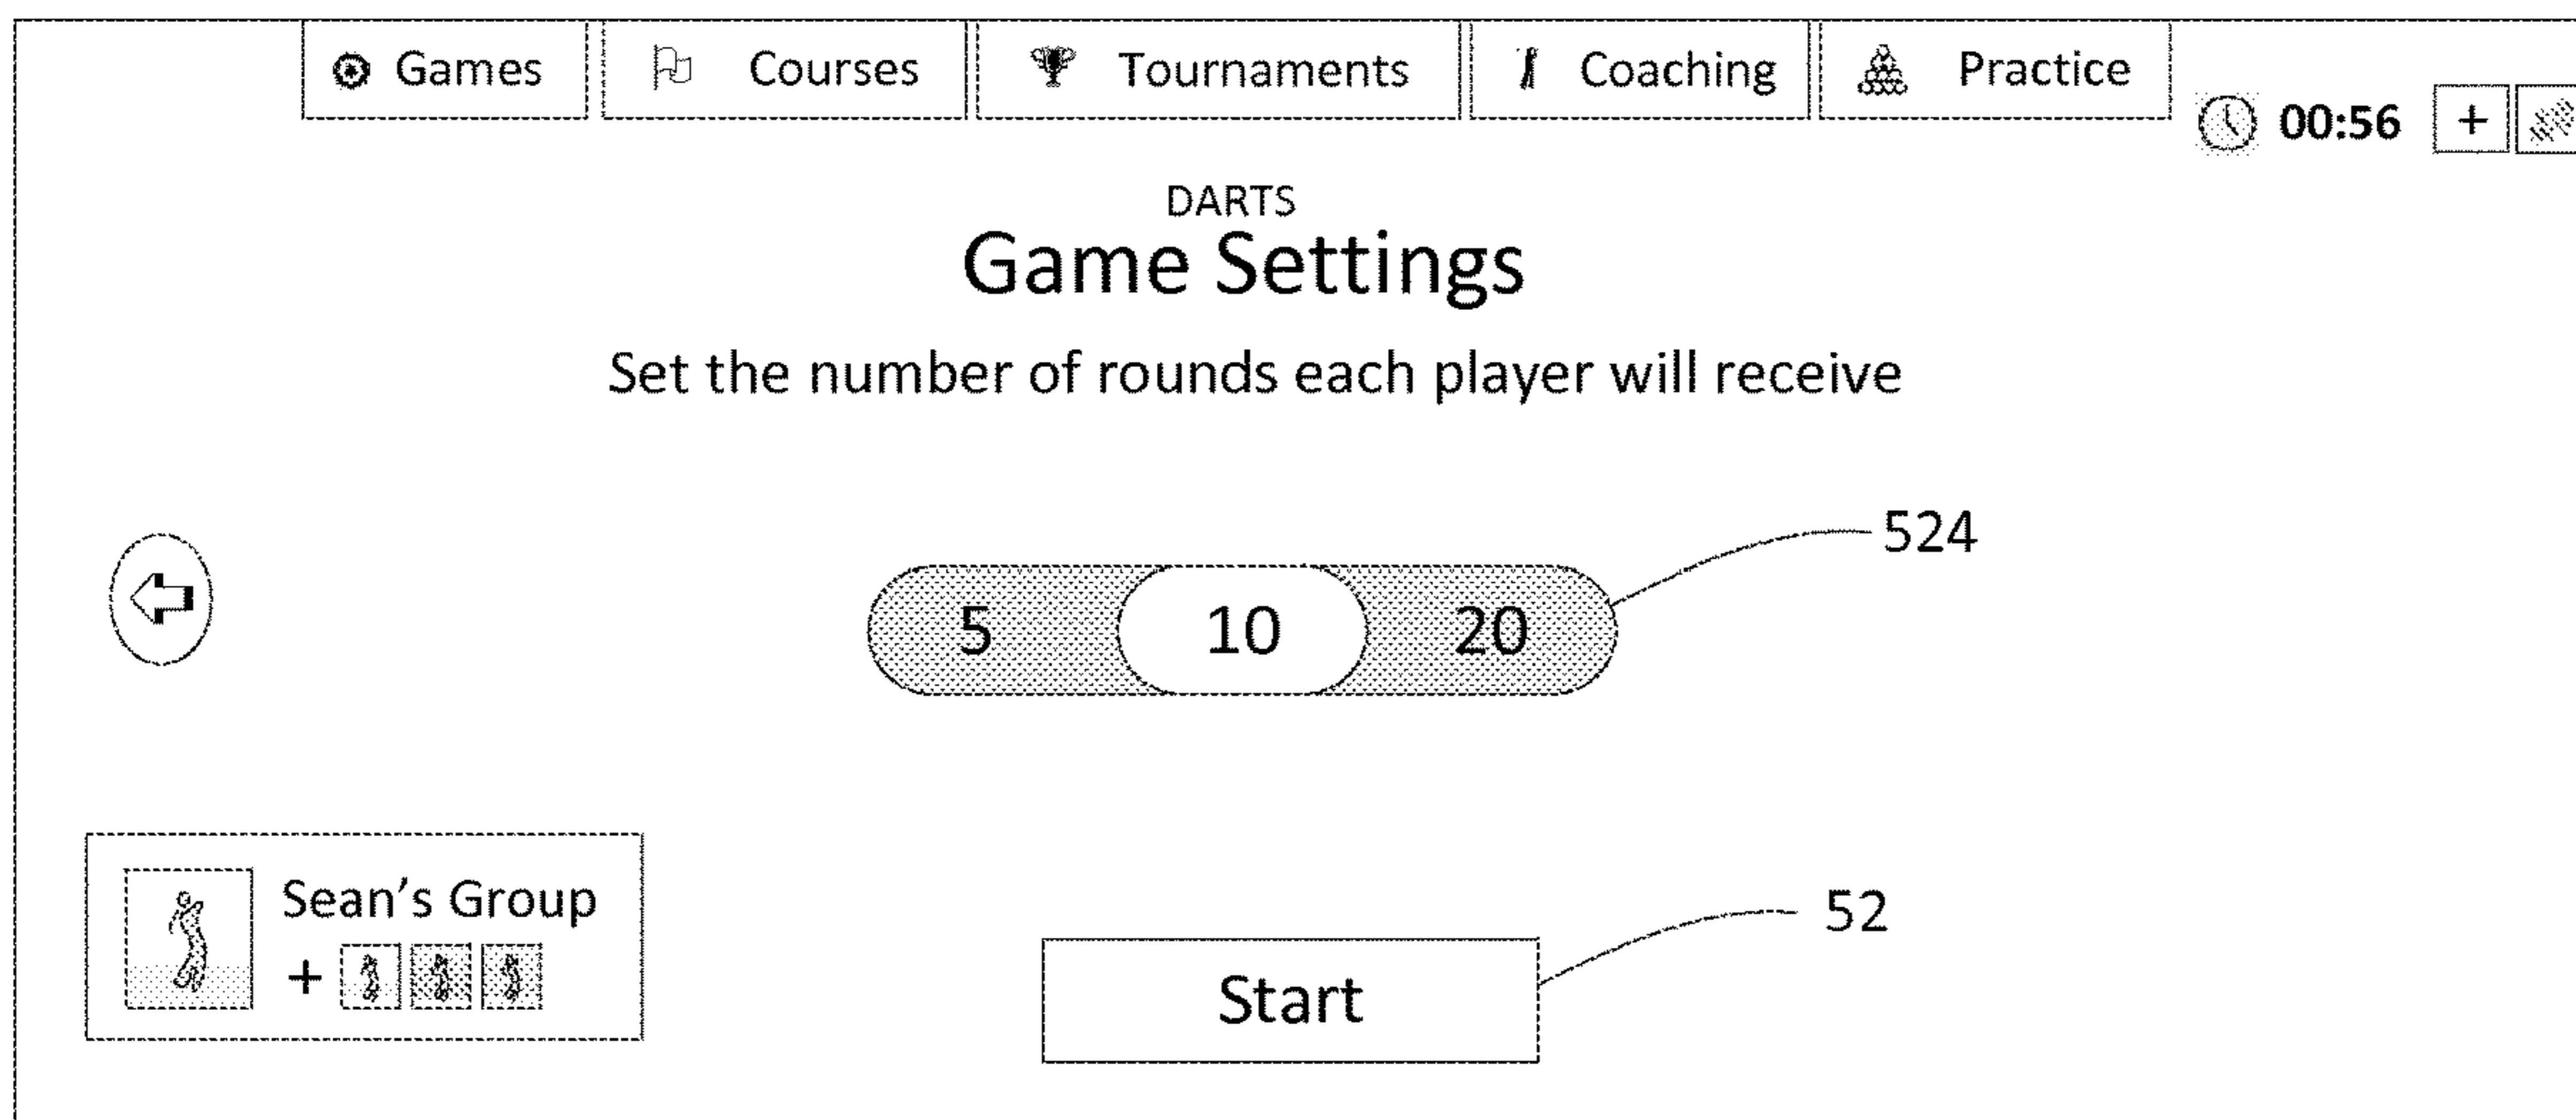 Games Courses Tournaments Coaching Practice
00:56 +
DARTS
Game Settings
Set the number of rounds each player will receive
524
5 10 20
Sean's Group
+
52
Start